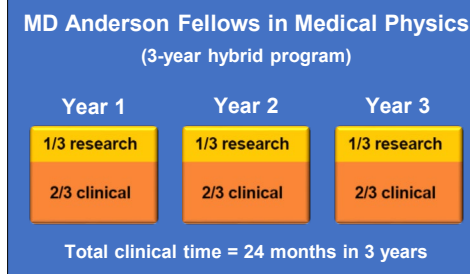 MD Anderson Fellows in Medical Physics
(3-year hybrid program)
Year 1 Year 2 Year 3
1/3 research 1/3 research 1/3 research
2/3 clinical 2/3 clinical 2/3 clinical
Total clinical time = 24 months in 3 years